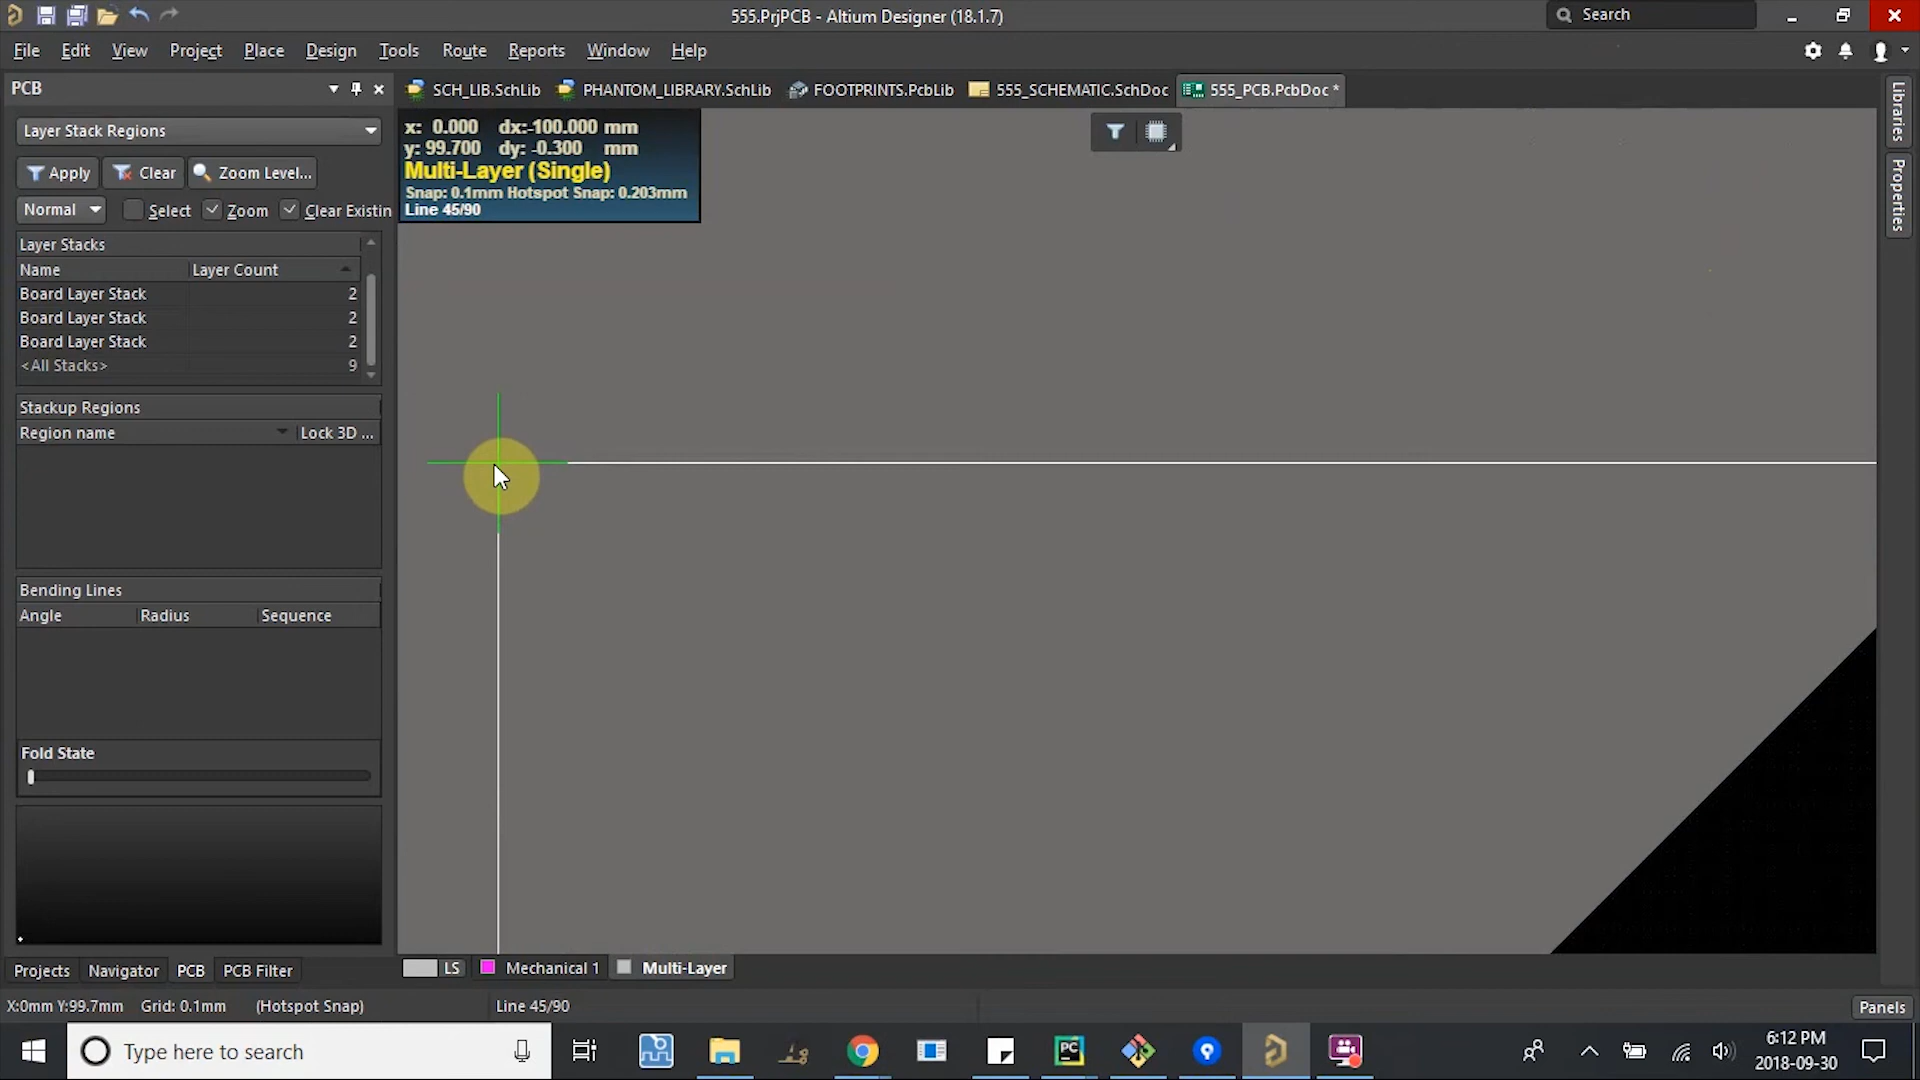 555.PrjPCB - Altium Designer (18.1.7)
Search
File Edit View Project Place Design Tools Route Reports Window Help
PCB
SCH_LIB.SchLib PHANTOM_LIBRARY.SchLib FOOTPRINTS.PcbLib 555_SCHEMATIC.SchDoc 555_PCB.PcbDoc *
Libraries
Properties
Layer Stack Regions
Apply Clear Zoom Level...
Normal Select Zoom Clear Existin
Layer Stacks
Name Layer Count
Board Layer Stack 2
Board Layer Stack 2
Board Layer Stack 2
<All Stacks> 9
Stackup Regions
Region name Lock 3D ...
Bending Lines
Angle Radius Sequence
Fold State
x: 0.000 dx:-100.000 mm
y: 99.700 dy: -0.300 mm
Multi-Layer (Single)
Snap: 0.1mm Hotspot Snap: 0.203mm
Line 45/90
Projects Navigator PCB PCB Filter
LS Mechanical 1 Multi-Layer
X:0mm Y:99.7mm Grid: 0.1mm (Hotspot Snap) Line 45/90
Panels
Type here to search
PC
6:12 PM
2018-09-30